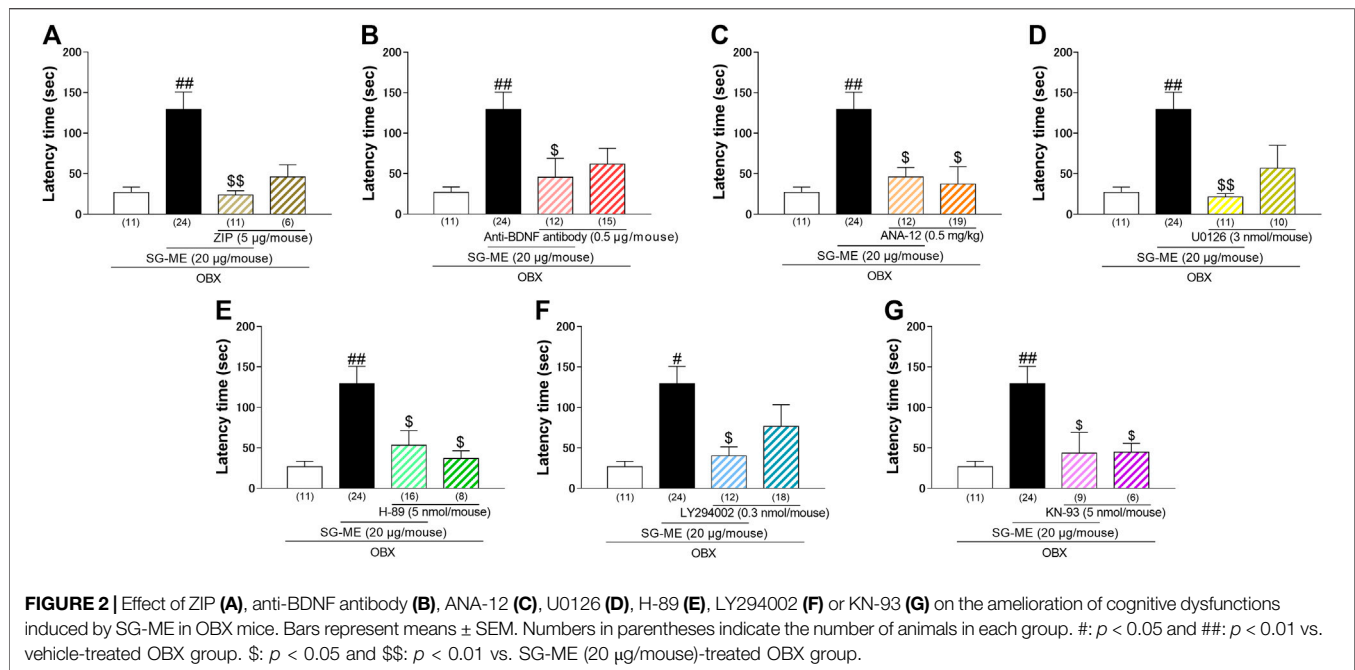 A
Latency time (sec)
200
150
100
50
0
##
$$
(11) (24) (11) (6)
ZIP (5 µg/mouse)
SG-ME (20 µg/mouse)
OBX
B
Latency time (sec)
200
150
100
50
0
##
$
(11) (24) (12) (15)
Anti-BDNF antibody (0.5 µg/mouse)
SG-ME (20 µg/mouse)
OBX
C
Latency time (sec)
200
150
100
50
0
##
$ $
(11) (24) (12) (19)
ANA-12 (0.5 mg/kg)
SG-ME (20 µg/mouse)
OBX
D
Latency time (sec)
200
150
100
50
0
##
$$
(11) (24) (11) (10)
U0126 (3 nmol/mouse)
SG-ME (20 µg/mouse)
OBX
E
Latency time (sec)
200
150
100
50
0
##
$ $
(11) (24) (16) (8)
H-89 (5 nmol/mouse)
SG-ME (20 µg/mouse)
OBX
F
Latency time (sec)
200
150
100
50
0
#
$
(11) (24) (12) (18)
LY294002 (0.3 nmol/mouse)
SG-ME (20 µg/mouse)
OBX
G
Latency time (sec)
200
150
100
50
0
##
$ $
(11) (24) (9) (6)
KN-93 (5 nmol/mouse)
SG-ME (20 µg/mouse)
OBX
FIGURE 2 | Effect of ZIP (A), anti-BDNF antibody (B), ANA-12 (C), U0126 (D), H-89 (E), LY294002 (F) or KN-93 (G) on the amelioration of cognitive dysfunctions
induced by SG-ME in OBX mice. Bars represent means ± SEM. Numbers in parentheses indicate the number of animals in each group. #: p < 0.05 and ##: p < 0.01 vs.
vehicle-treated OBX group. $: p < 0.05 and $$: p < 0.01 vs. SG-ME (20 µg/mouse)-treated OBX group.